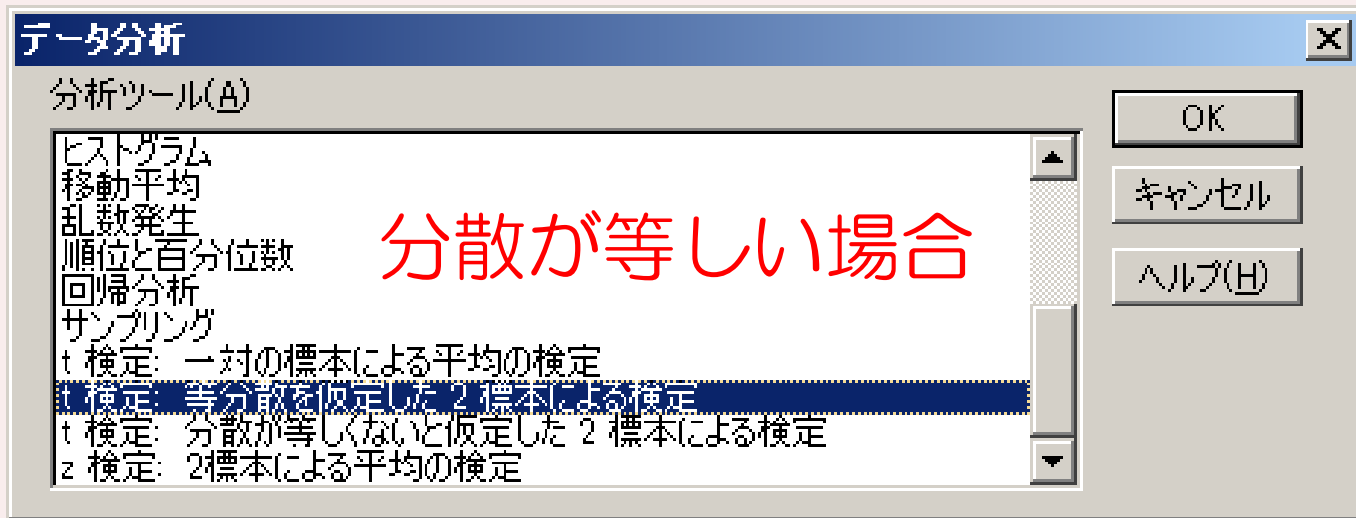 データ分析
分析ツール(A)
OK
キャンセル
ヘルプ(H)
ヒストグラム
移動平均
乱数発生
順位と百分位数
回帰分析
サンプリング
t 検定: 一対の標本による平均の検定
t 検定: 等分散を仮定した 2 標本による検定
t 検定: 分散が等しくないと仮定した 2 標本による検定
z 検定: 2標本による平均の検定
分散が等しい場合